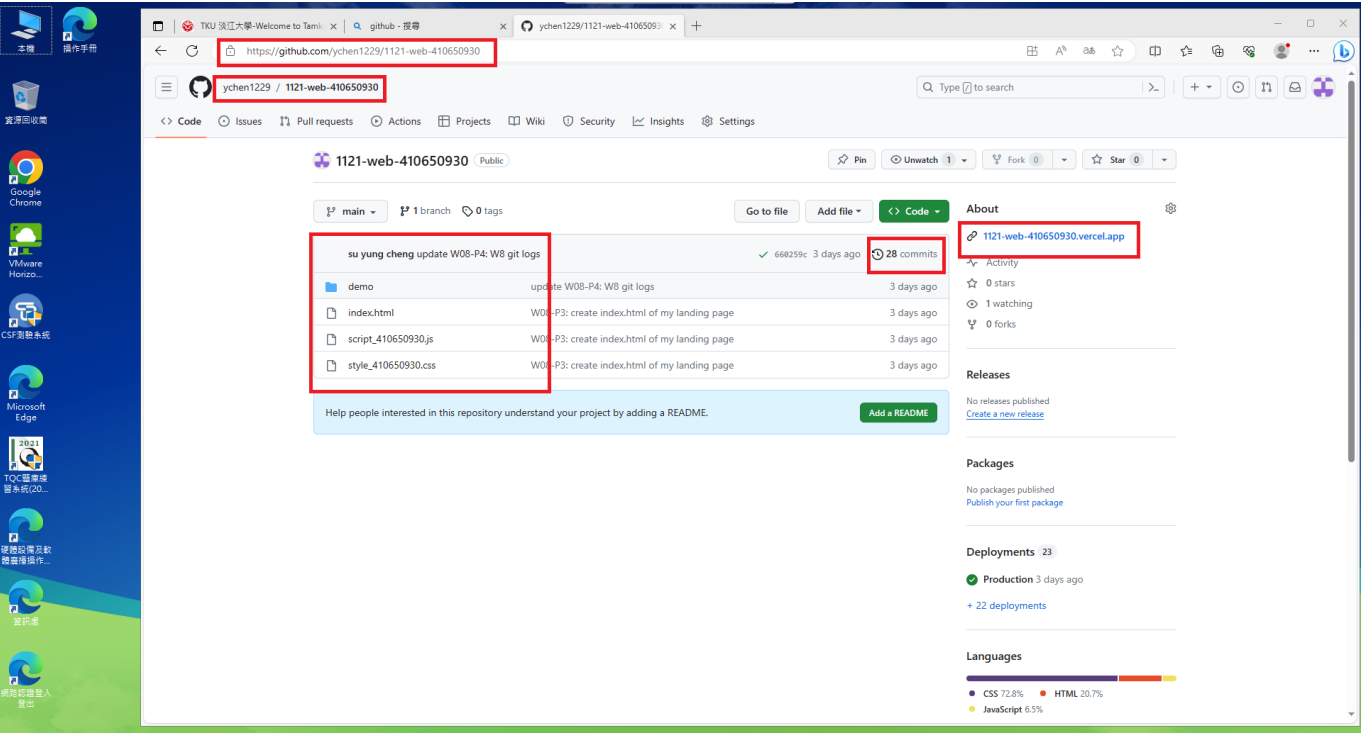 本機
操作手冊
資源回收筒
Google
Chrome
VMware
Horizo...
CSF測驗系統
Microsoft
Edge
2021
TQC題庫練
習系統(20...
硬體設備及軟
體廣播操作...
資訊處
網路認證登入
登出
TKU 淡江大學-Welcome to Tamk
github - 搜尋
ychen1229/1121-web-410650930
https://github.com/ychen1229/1121-web-410650930
ychen1229 / 1121-web-410650930
Type / to search
Code
Issues
Pull requests
Actions
Projects
Wiki
Security
Insights
Settings
1121-web-410650930 Public
Pin
Unwatch 1
Fork 0
Star 0
main
1 branch
0 tags
Go to file
Add file
Code
su yung cheng update W08-P4: W8 git logs
660259c 3 days ago
28 commits
demo update W08-P4: W8 git logs 3 days ago
index.html W08-P3: create index.html of my landing page 3 days ago
script_410650930.js W08-P3: create index.html of my landing page 3 days ago
style_410650930.css W08-P3: create index.html of my landing page 3 days ago
Help people interested in this repository understand your project by adding a README.
Add a README
About
1121-web-410650930.vercel.app
Activity
0 stars
1 watching
0 forks
Releases
No releases published
Create a new release
Packages
No packages published
Publish your first package
Deployments 23
Production 3 days ago
+ 22 deployments
Languages
CSS 72.8%
HTML 20.7%
JavaScript 6.5%